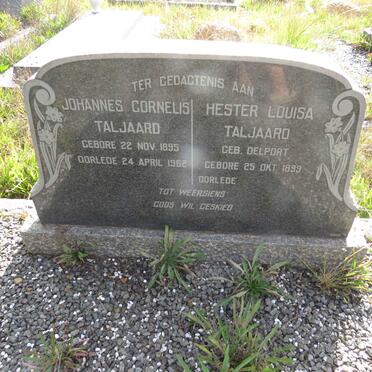 TER GEDAGTENIS AAN
JOHANNES CORNELIS
TALJAARD
GEBORE 22 NOV. 1895
OORLEDE 24 APRIL 1962
HESTER LOUISA
TALJAARD
GEB. DELPORT
GEBORE 25 OKT. 1899
OORLEDE
TOT WEERSIENS
GODS WIL GESKIED